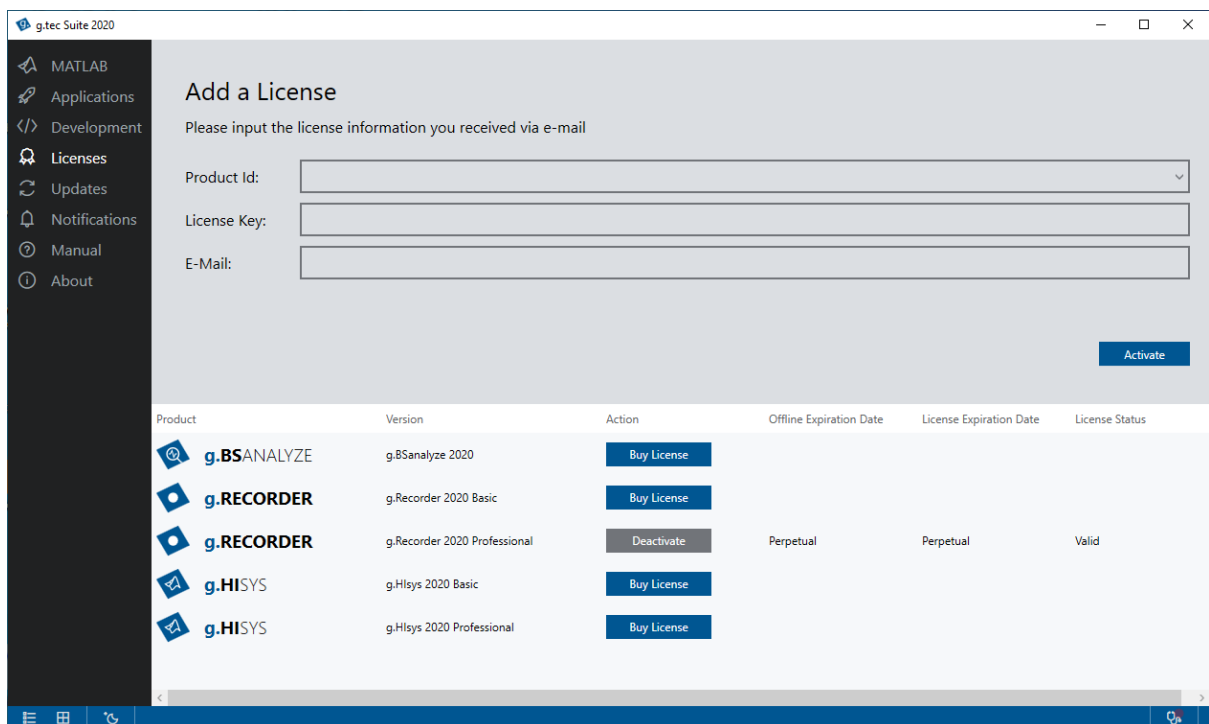 g.tec Suite 2020
MATLAB
Applications
Development
Licenses
Updates
Notifications
Manual
About
Add a License
Please input the license information you received via e-mail
Product Id:
License Key:
E-Mail:
Activate
Product Version Action Offline Expiration Date License Expiration Date License Status
g.BSANALYZE g.BSanalyze 2020 Buy License
g.RECORDER g.Recorder 2020 Basic Buy License
g.RECORDER g.Recorder 2020 Professional Deactivate Perpetual Perpetual Valid
g.HISYS g.HIsys 2020 Basic Buy License
g.HISYS g.HIsys 2020 Professional Buy License